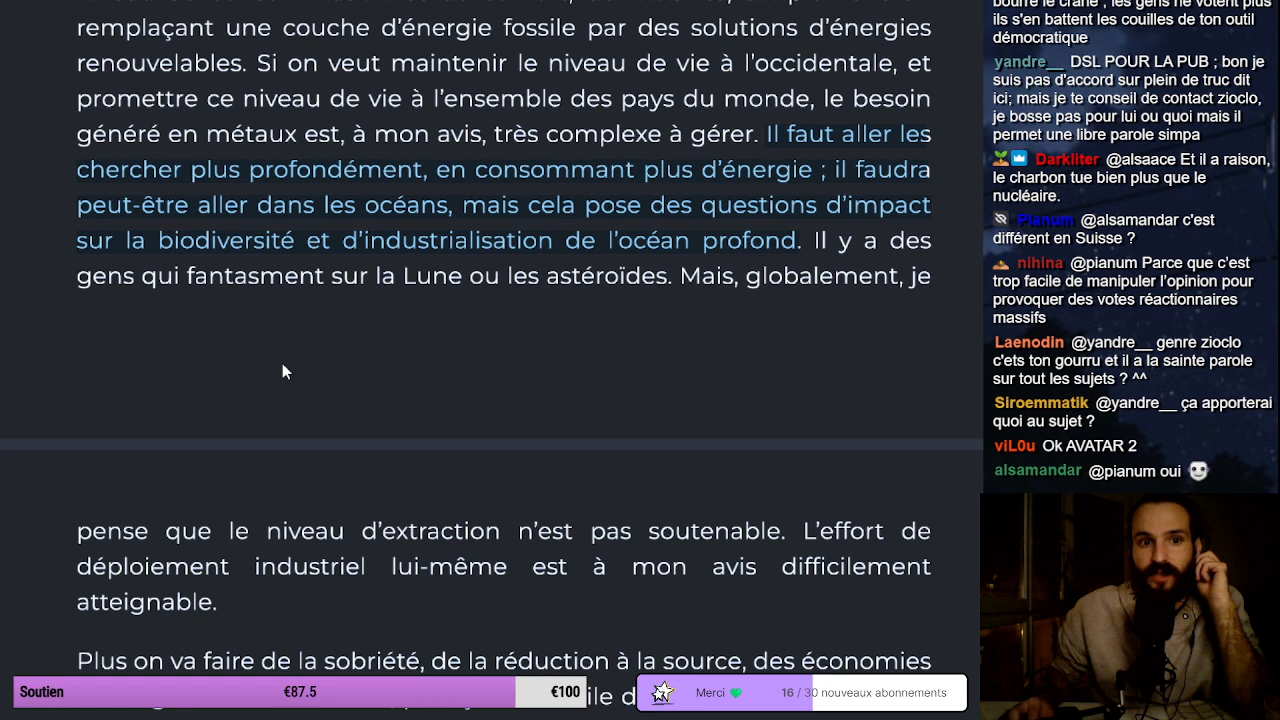 remplaçant une couche d’énergie fossile par des solutions d’énergies
renouvelables. Si on veut maintenir le niveau de vie à l’occidentale, et
promettre ce niveau de vie à l’ensemble des pays du monde, le besoin
généré en métaux est, à mon avis, très complexe à gérer. Il faut aller les
chercher plus profondément, en consommant plus d’énergie ; il faudra
peut-être aller dans les océans, mais cela pose des questions d’impact
sur la biodiversité et d’industrialisation de l’océan profond. Il y a des
gens qui fantasment sur la Lune ou les astéroïdes. Mais, globalement, je
pense que le niveau d’extraction n’est pas soutenable. L’effort de
déploiement industriel lui-même est à mon avis difficilement
atteignable.
Plus on va faire de la sobriété, de la réduction à la source, des économies
Soutien €87.5 €100
Merci 16 / 30 nouveaux abonnements
bourré le crâne , les gens ne votent plus
ils s'en battent les couilles de ton outil
démocratique
yandre__ DSL POUR LA PUB ; bon je
suis pas d'accord sur plein de truc dit
ici; mais je te conseil de contact zioclo,
je bosse pas pour lui ou quoi mais il
permet une libre parole simpa
Darkliter @alsaace Et il a raison,
le charbon tue bien plus que le
nucléaire.
Pianum @alsamandar c'est
différent en Suisse ?
nihina @pianum Parce que c'est
trop facile de manipuler l'opinion pour
provoquer des votes réactionnaires
massifs
Laenodin @yandre__ genre zioclo
c'ets ton gourru et il a la sainte parole
sur tout les sujets ? ^^
Siroemmatik @yandre__ ça apporterai
quoi au sujet ?
viL0u Ok AVATAR 2
alsamandar @pianum oui